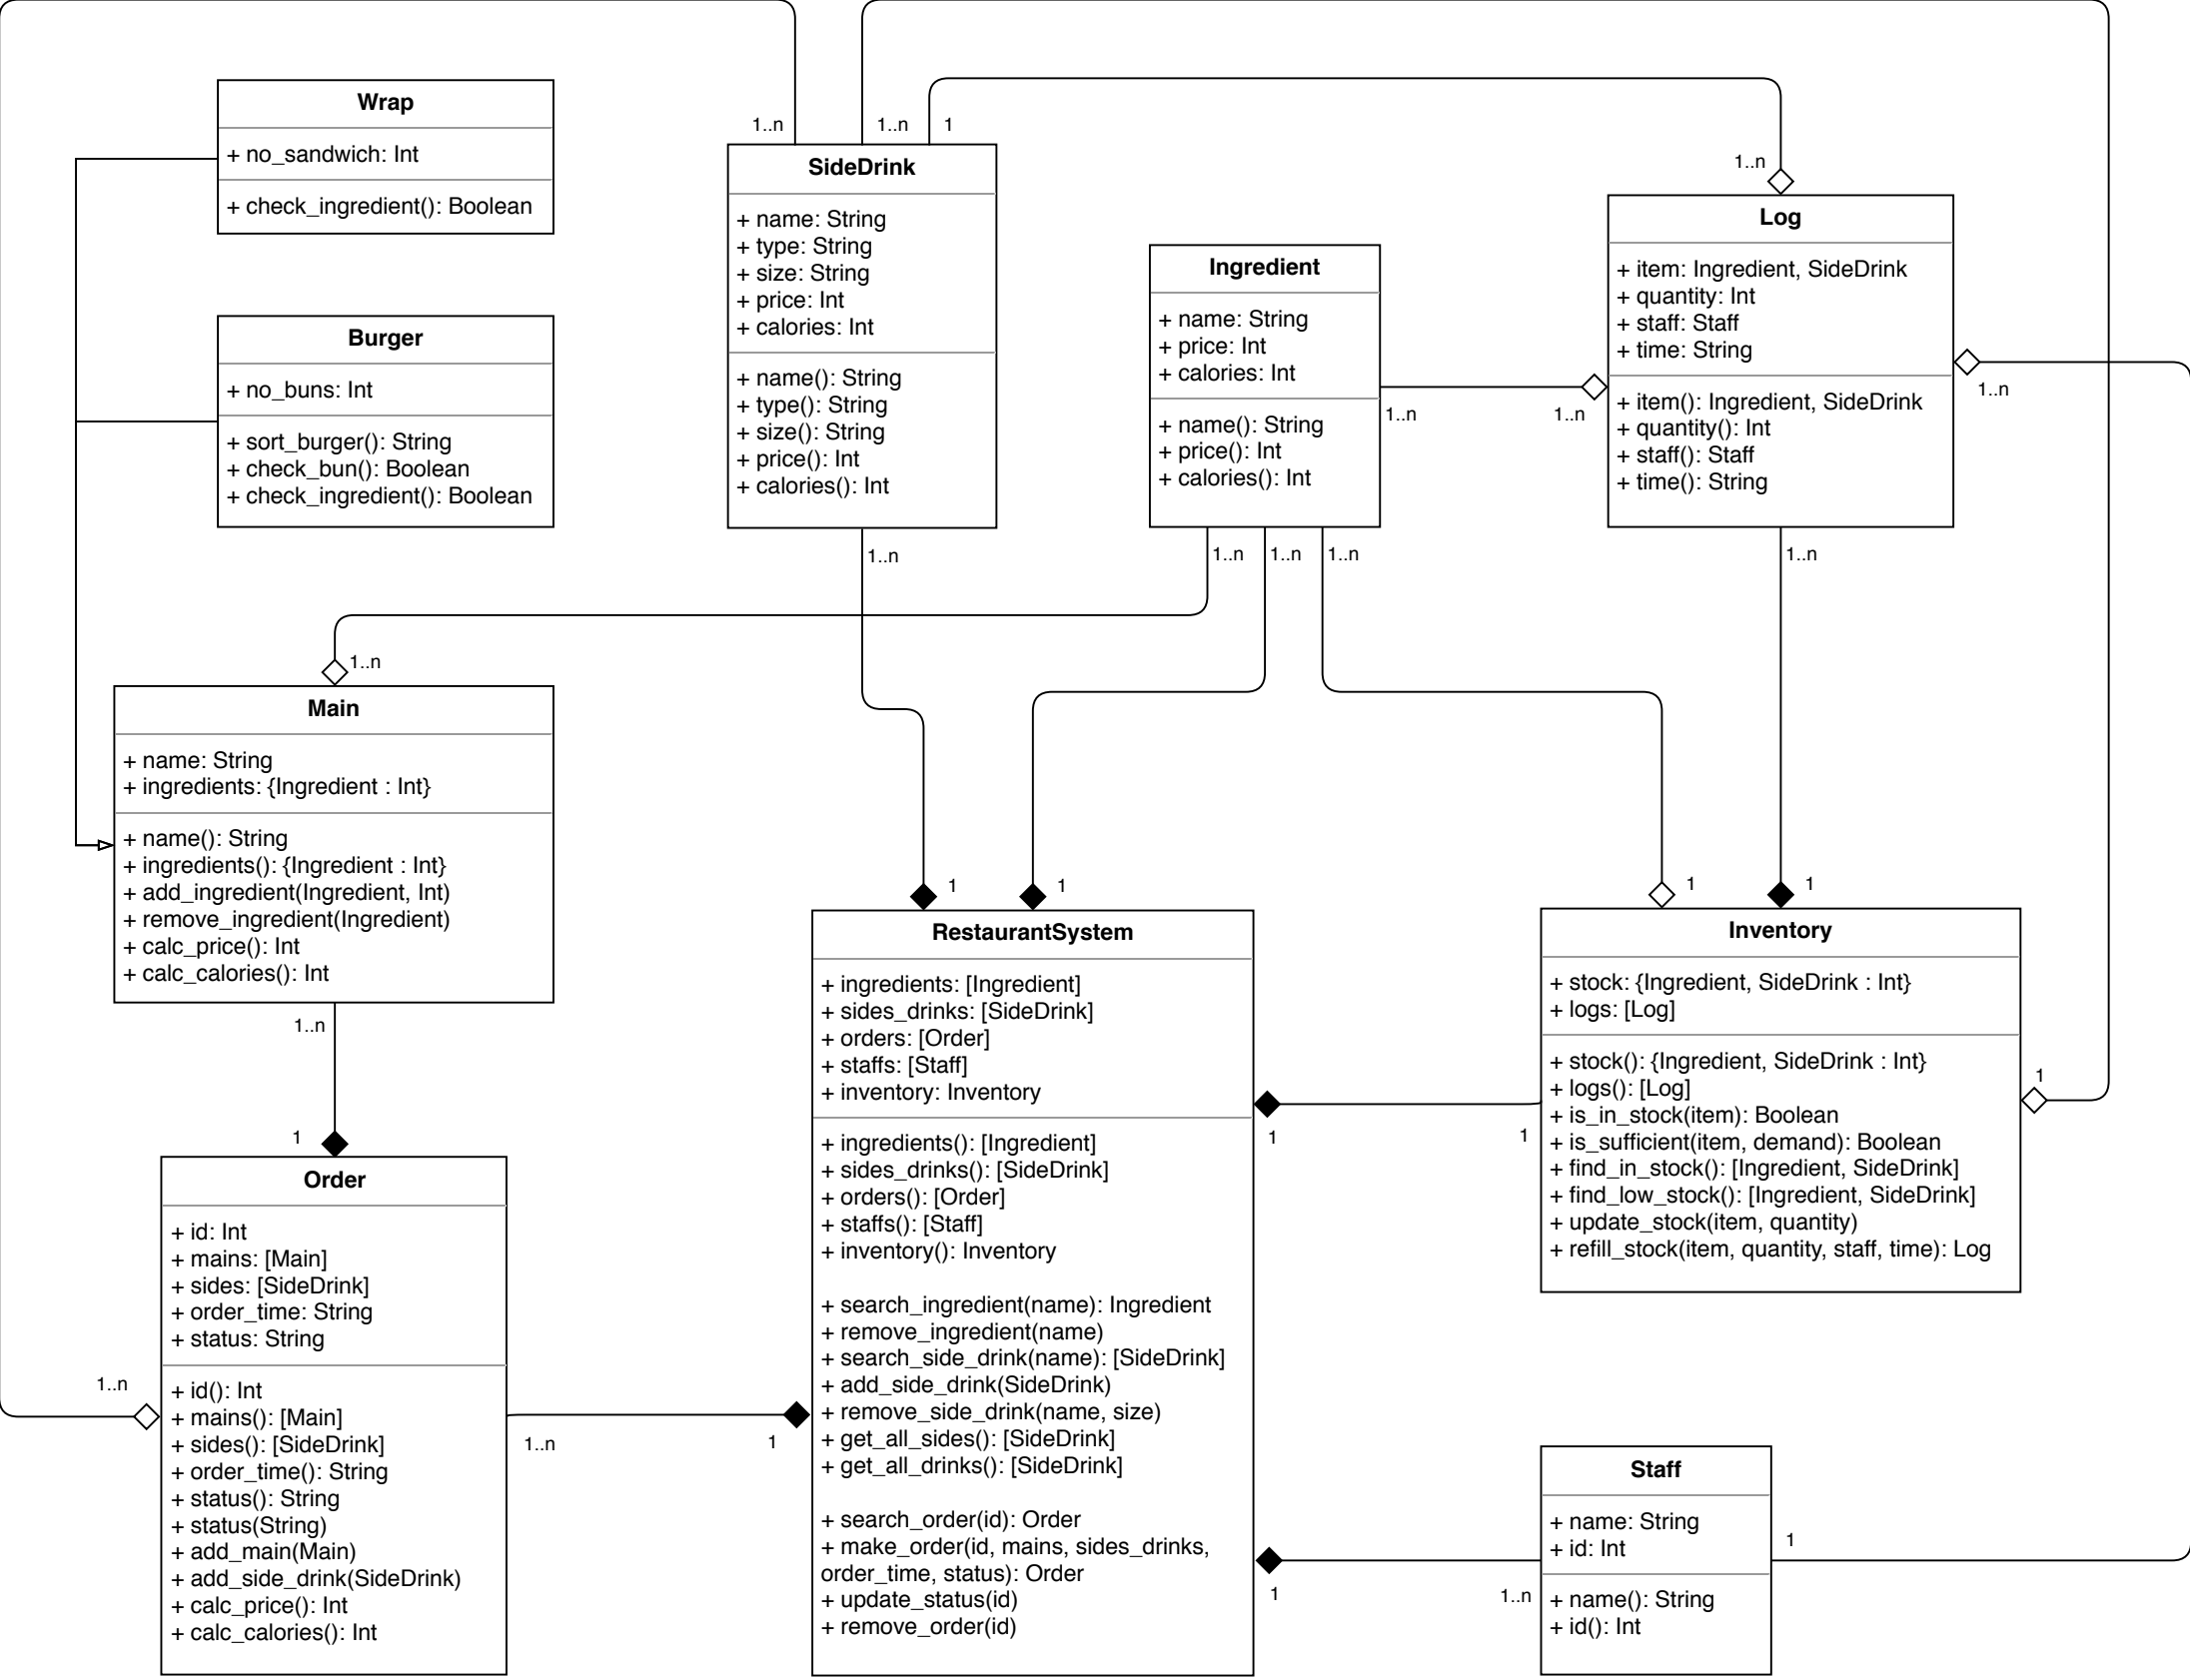 1..n
1..n
1
Wrap
+ no_sandwich: Int
+ check_ingredient(): Boolean
SideDrink
+ name: String
+ type: String
+ size: String
+ price: Int
+ calories: Int
+ name(): String
+ type(): String
+ size(): String
+ price(): Int
+ calories(): Int
1..n
1..n
Log
+ item: Ingredient, SideDrink
+ quantity: Int
+ staff: Staff
+ time: String
+ item(): Ingredient, SideDrink
+ quantity(): Int
+ staff(): Staff
+ time(): String
1..n
1..n
Ingredient
+ name: String
+ price: Int
+ calories: Int
+ name(): String
+ price(): Int
+ calories(): Int
1..n
1..n
1..n
1..n
1..n
Burger
+ no_buns: Int
+ sort_burger(): String
+ check_bun(): Boolean
+ check_ingredient(): Boolean
1..n
Main
+ name: String
+ ingredients: {Ingredient : Int}
+ name(): String
+ ingredients(): {Ingredient : Int}
+ add_ingredient(Ingredient, Int)
+ remove_ingredient(Ingredient)
+ calc_price(): Int
+ calc_calories(): Int
1..n
1
1
1
RestaurantSystem
+ ingredients: [Ingredient]
+ sides_drinks: [SideDrink]
+ orders: [Order]
+ staffs: [Staff]
+ inventory: Inventory
+ ingredients(): [Ingredient]
+ sides_drinks(): [SideDrink]
+ orders(): [Order]
+ staffs(): [Staff]
+ inventory(): Inventory
+ search_ingredient(name): Ingredient
+ remove_ingredient(name)
+ search_side_drink(name): [SideDrink]
+ add_side_drink(SideDrink)
+ remove_side_drink(name, size)
+ get_all_sides(): [SideDrink]
+ get_all_drinks(): [SideDrink]
+ search_order(id): Order
+ make_order(id, mains, sides_drinks,
order_time, status): Order
+ update_status(id)
+ remove_order(id)
1
1
1
1
Inventory
+ stock: {Ingredient, SideDrink : Int}
+ logs: [Log]
+ stock(): {Ingredient, SideDrink : Int}
+ logs(): [Log]
+ is_in_stock(item): Boolean
+ is_sufficient(item, demand): Boolean
+ find_in_stock(): [Ingredient, SideDrink]
+ find_low_stock(): [Ingredient, SideDrink]
+ update_stock(item, quantity)
+ refill_stock(item, quantity, staff, time): Log
1
Order
+ id: Int
+ mains: [Main]
+ sides: [SideDrink]
+ order_time: String
+ status: String
+ id(): Int
+ mains(): [Main]
+ sides(): [SideDrink]
+ order_time(): String
+ status(): String
+ status(String)
+ add_main(Main)
+ add_side_drink(SideDrink)
+ calc_price(): Int
+ calc_calories(): Int
1..n
1..n
1
Staff
+ name: String
+ id: Int
+ name(): String
+ id(): Int
1
1
1..n